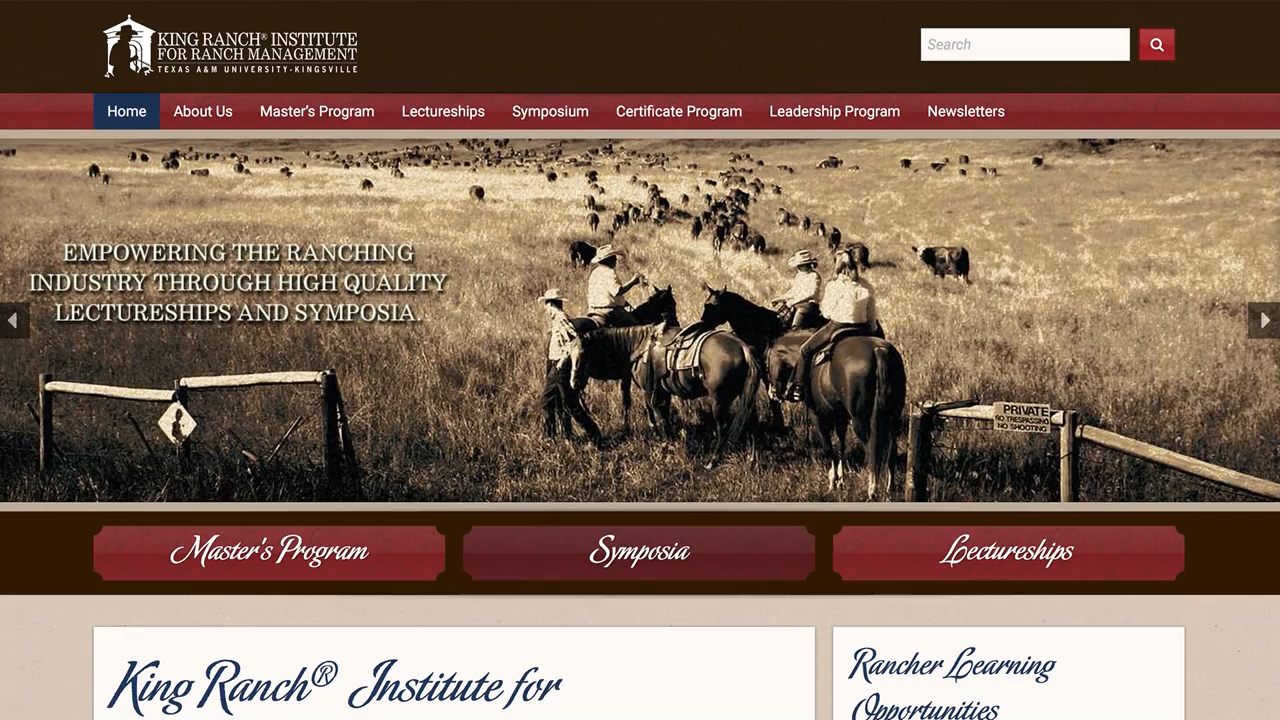 KING RANCH® INSTITUTE
FOR RANCH MANAGEMENT
TEXAS A&M UNIVERSITY-KINGSVILLE
Search
Home About Us Master's Program Lectureships Symposium Certificate Program Leadership Program Newsletters
EMPOWERING THE RANCHING
INDUSTRY THROUGH HIGH QUALITY
LECTURESHIPS AND SYMPOSIA.
PRIVATE
NO TRESPASSING
NO SHOOTING
Master's Program Symposia Lectureships
King Ranch® Institute for
Rancher Learning
Opportunities